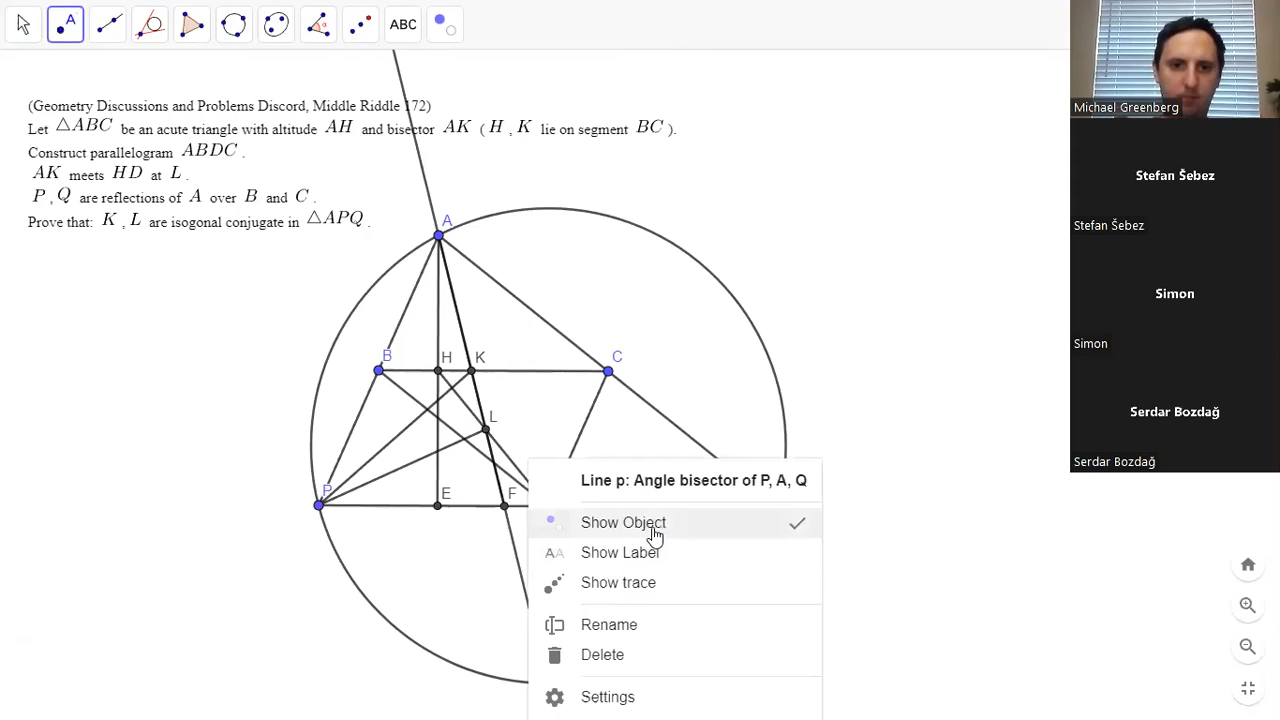 A
ABC
(Geometry Discussions and Problems Discord, Middle Riddle 172)
Let △ABC be an acute triangle with altitude AH and bisector AK ( H , K lie on segment BC ).
Construct parallelogram ABDC .
AK meets HD at L .
P , Q are reflections of A over B and C .
Prove that: K , L are isogonal conjugate in △APQ .
A
B
H
K
C
L
P
E
F
Line p: Angle bisector of P, A, Q
Show Object
AA Show Label
Show trace
Rename
Delete
Settings
Michael Greenberg
Stefan Šebez
Stefan Šebez
Simon
Simon
Serdar Bozdağ
Serdar Bozdağ